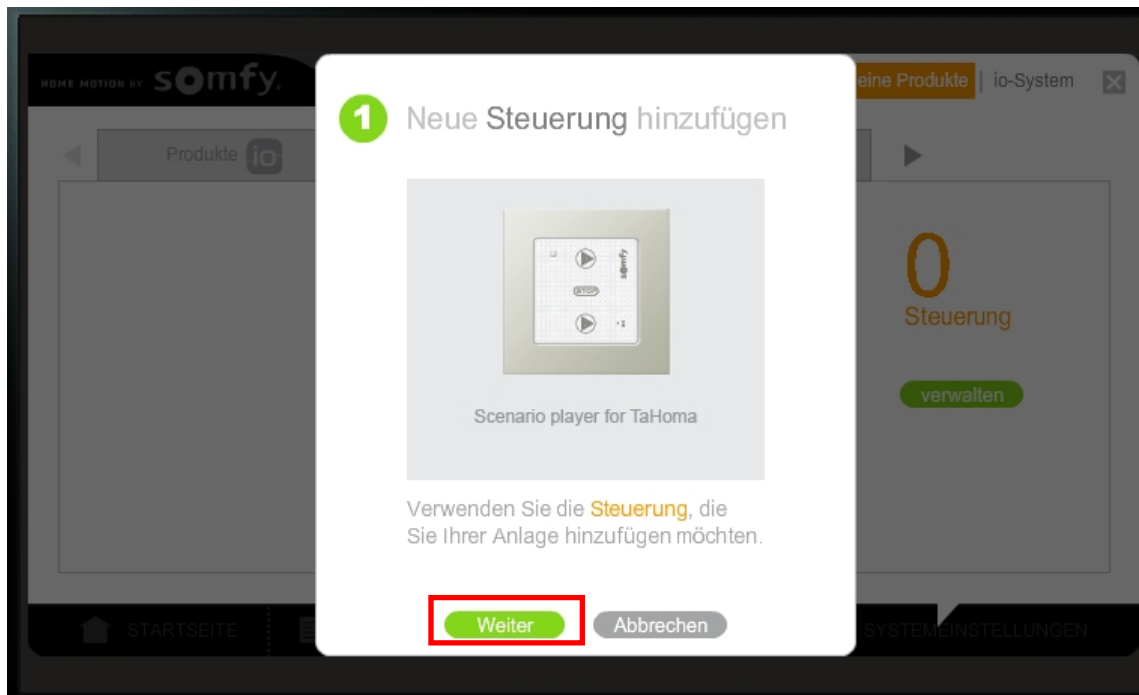 HOME MOTION BY somfy.
eine Produkte | io-System
Produkte io
1 Neue Steuerung hinzufügen
somfy
STOP
Scenario player for TaHoma
Verwenden Sie die Steuerung, die
Sie Ihrer Anlage hinzufügen möchten.
Weiter
Abbrechen
0
Steuerung
verwalten
STARTSEITE
SYSTEMEINSTELLUNGEN